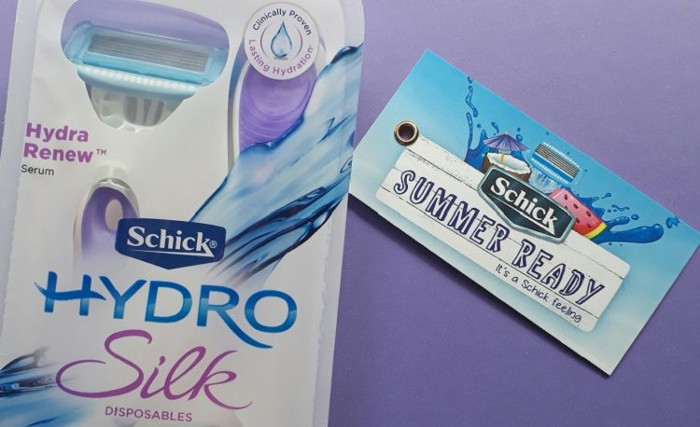 Clinically Proven
Lasting Hydration
Hydra
Renew™
Serum
Schick®
HYDRO
Silk
DISPOSABLES
Schick
SUMMER READY
It's a Schick feeling